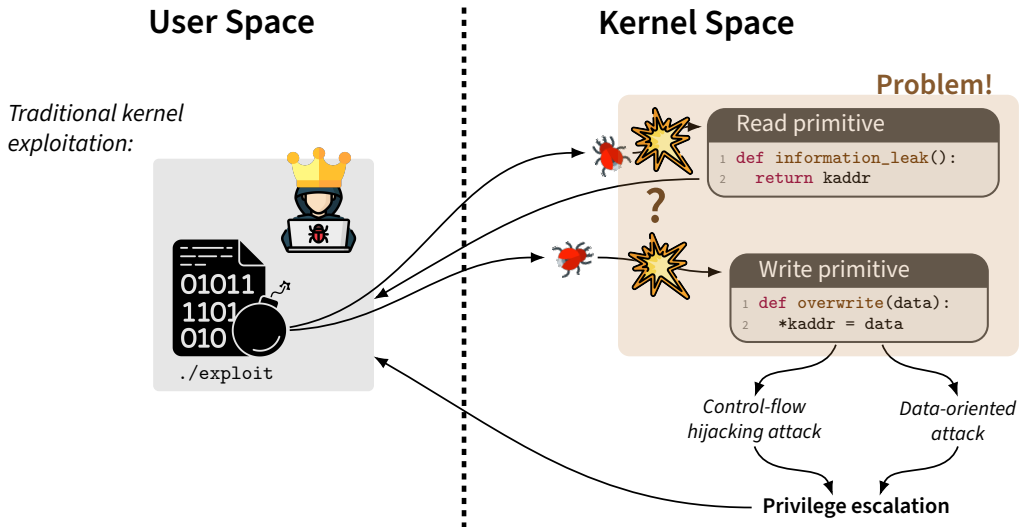 User Space
Kernel Space
Traditional kernel
exploitation:
Problem!
Read primitive
1 def information_leak():
2 return kaddr
?
Write primitive
1 def overwrite(data):
2 *kaddr = data
01011
1101
010
./exploit
Control-flow
hijacking attack
Data-oriented
attack
Privilege escalation